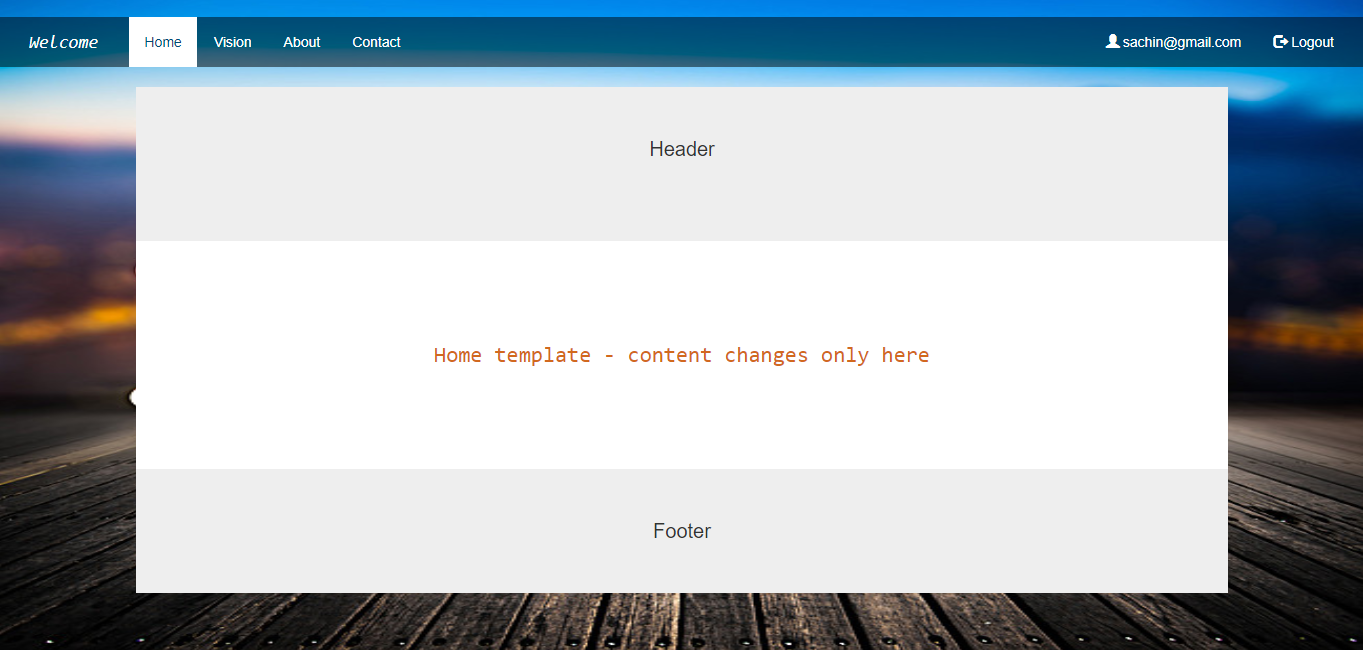 Welcome Home Vision About Contact sachin@gmail.com Logout
Header
Home template - content changes only here
Footer